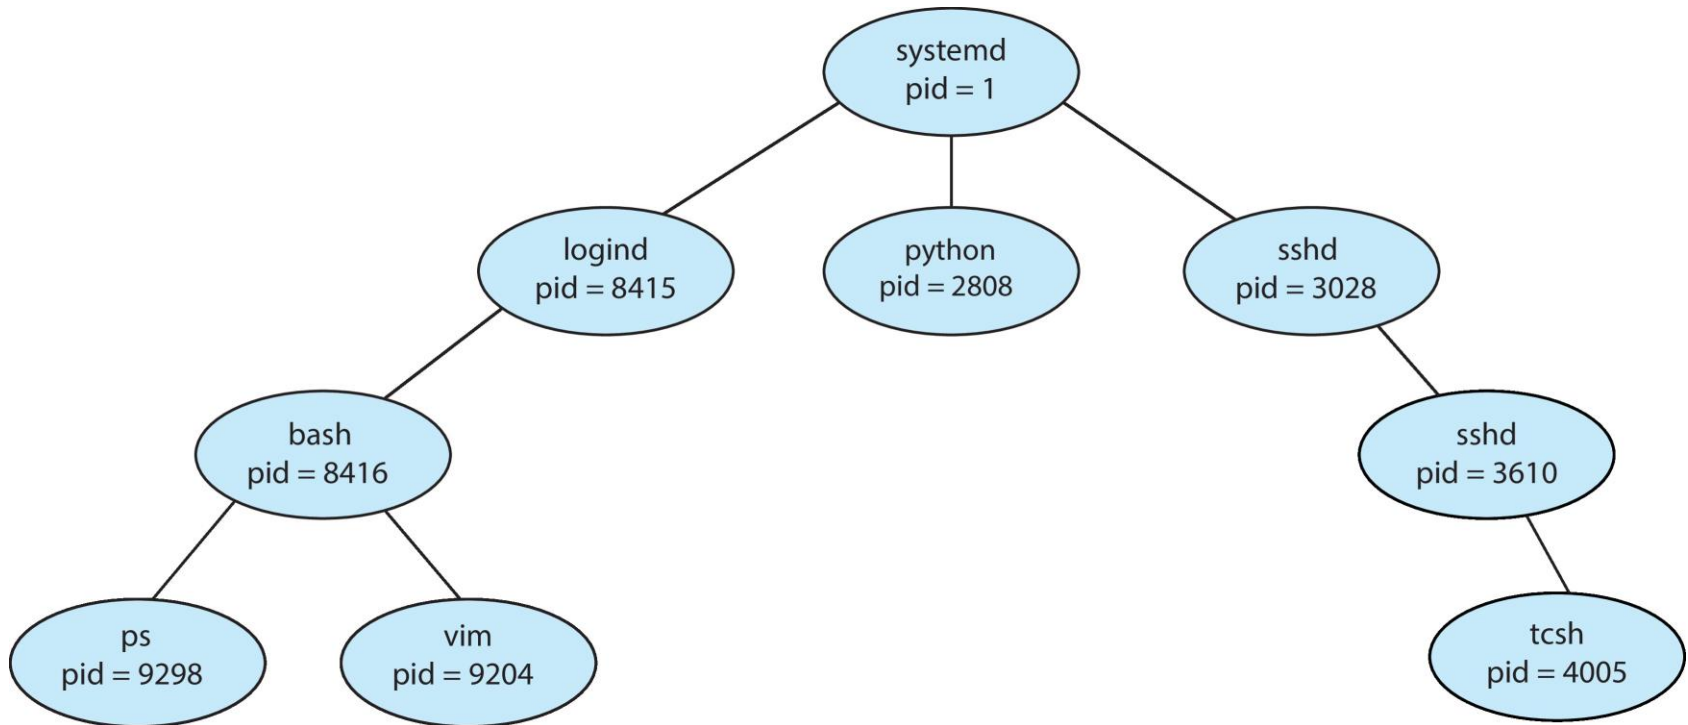 systemd
pid = 1
logind
pid = 8415
python
pid = 2808
sshd
pid = 3028
bash
pid = 8416
sshd
pid = 3610
ps
pid = 9298
vim
pid = 9204
tcsh
pid = 4005